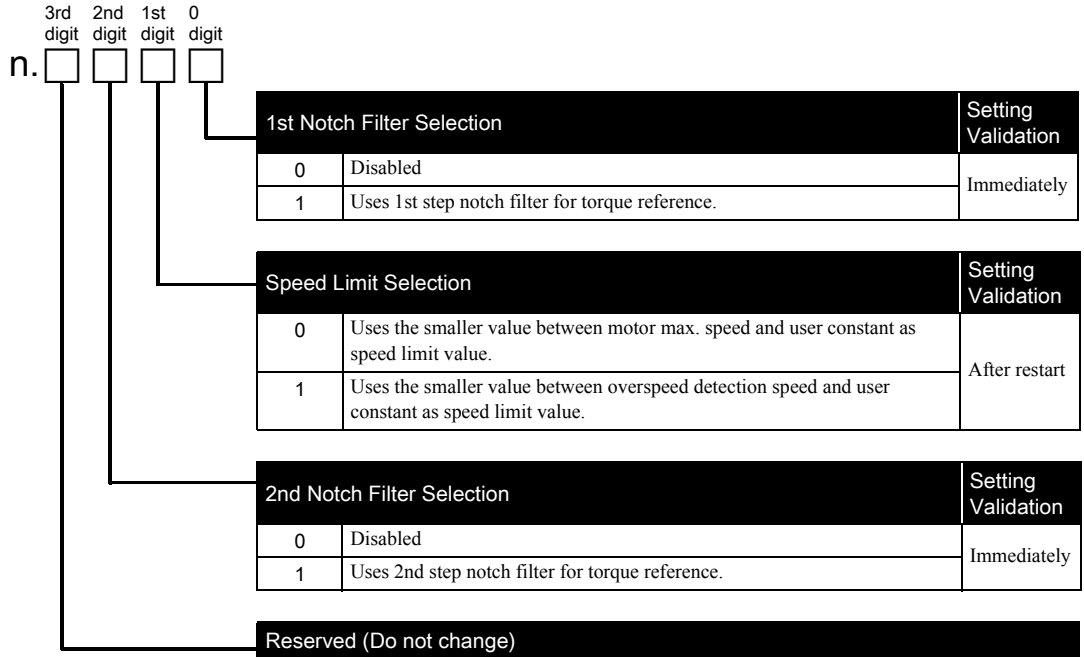 3rd digit 2nd digit 1st digit 0 digit
n.
1st Notch Filter Selection
Setting Validation
0 Disabled
1 Uses 1st step notch filter for torque reference.
Immediately
Speed Limit Selection
Setting Validation
0 Uses the smaller value between motor max. speed and user constant as
speed limit value.
1 Uses the smaller value between overspeed detection speed and user
constant as speed limit value.
After restart
2nd Notch Filter Selection
Setting Validation
0 Disabled
1 Uses 2nd step notch filter for torque reference.
Immediately
Reserved (Do not change)